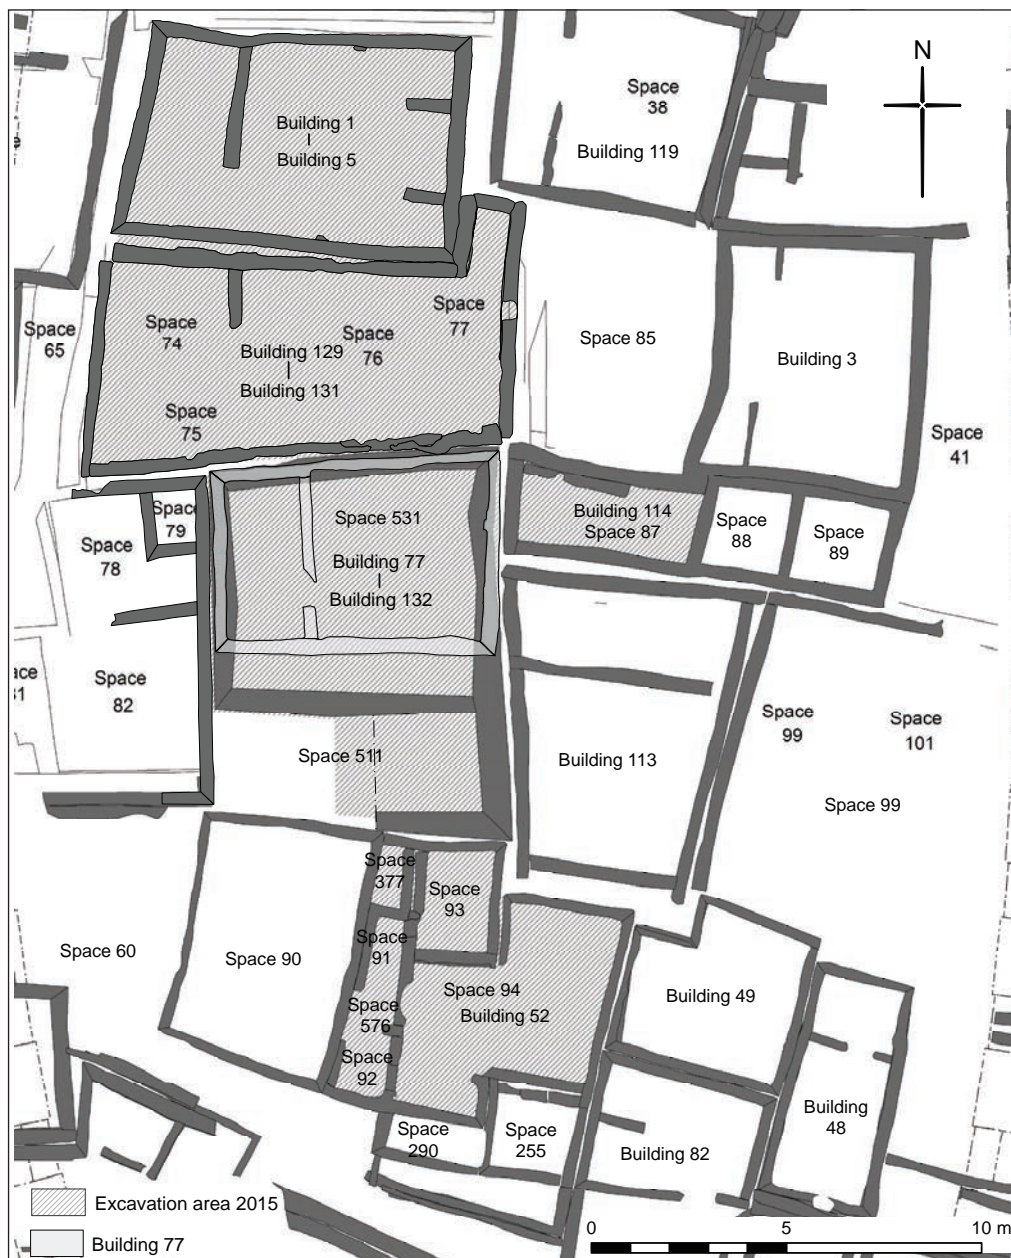 N
Space
38
Building 1
Building 5
Building 119
Space
77
Space
65
Space
74
Space
76
Space 85
Building 129
Building 131
Building 3
Space
75
Space
41
Space
79
Space 531
Building 114
Space 87
Space
88
Space
89
Space
78
Building 77
Building 132
Space
82
Space
99
Space
101
Space 511
Building 113
Space 99
Space
377
Space
93
Space
91
Space 60
Space 90
Space 94
Building 52
Building 49
Space
576
Space
92
Space
290
Space
255
Building
48
Building 82
Excavation area 2015
Building 77
0 5 10 m